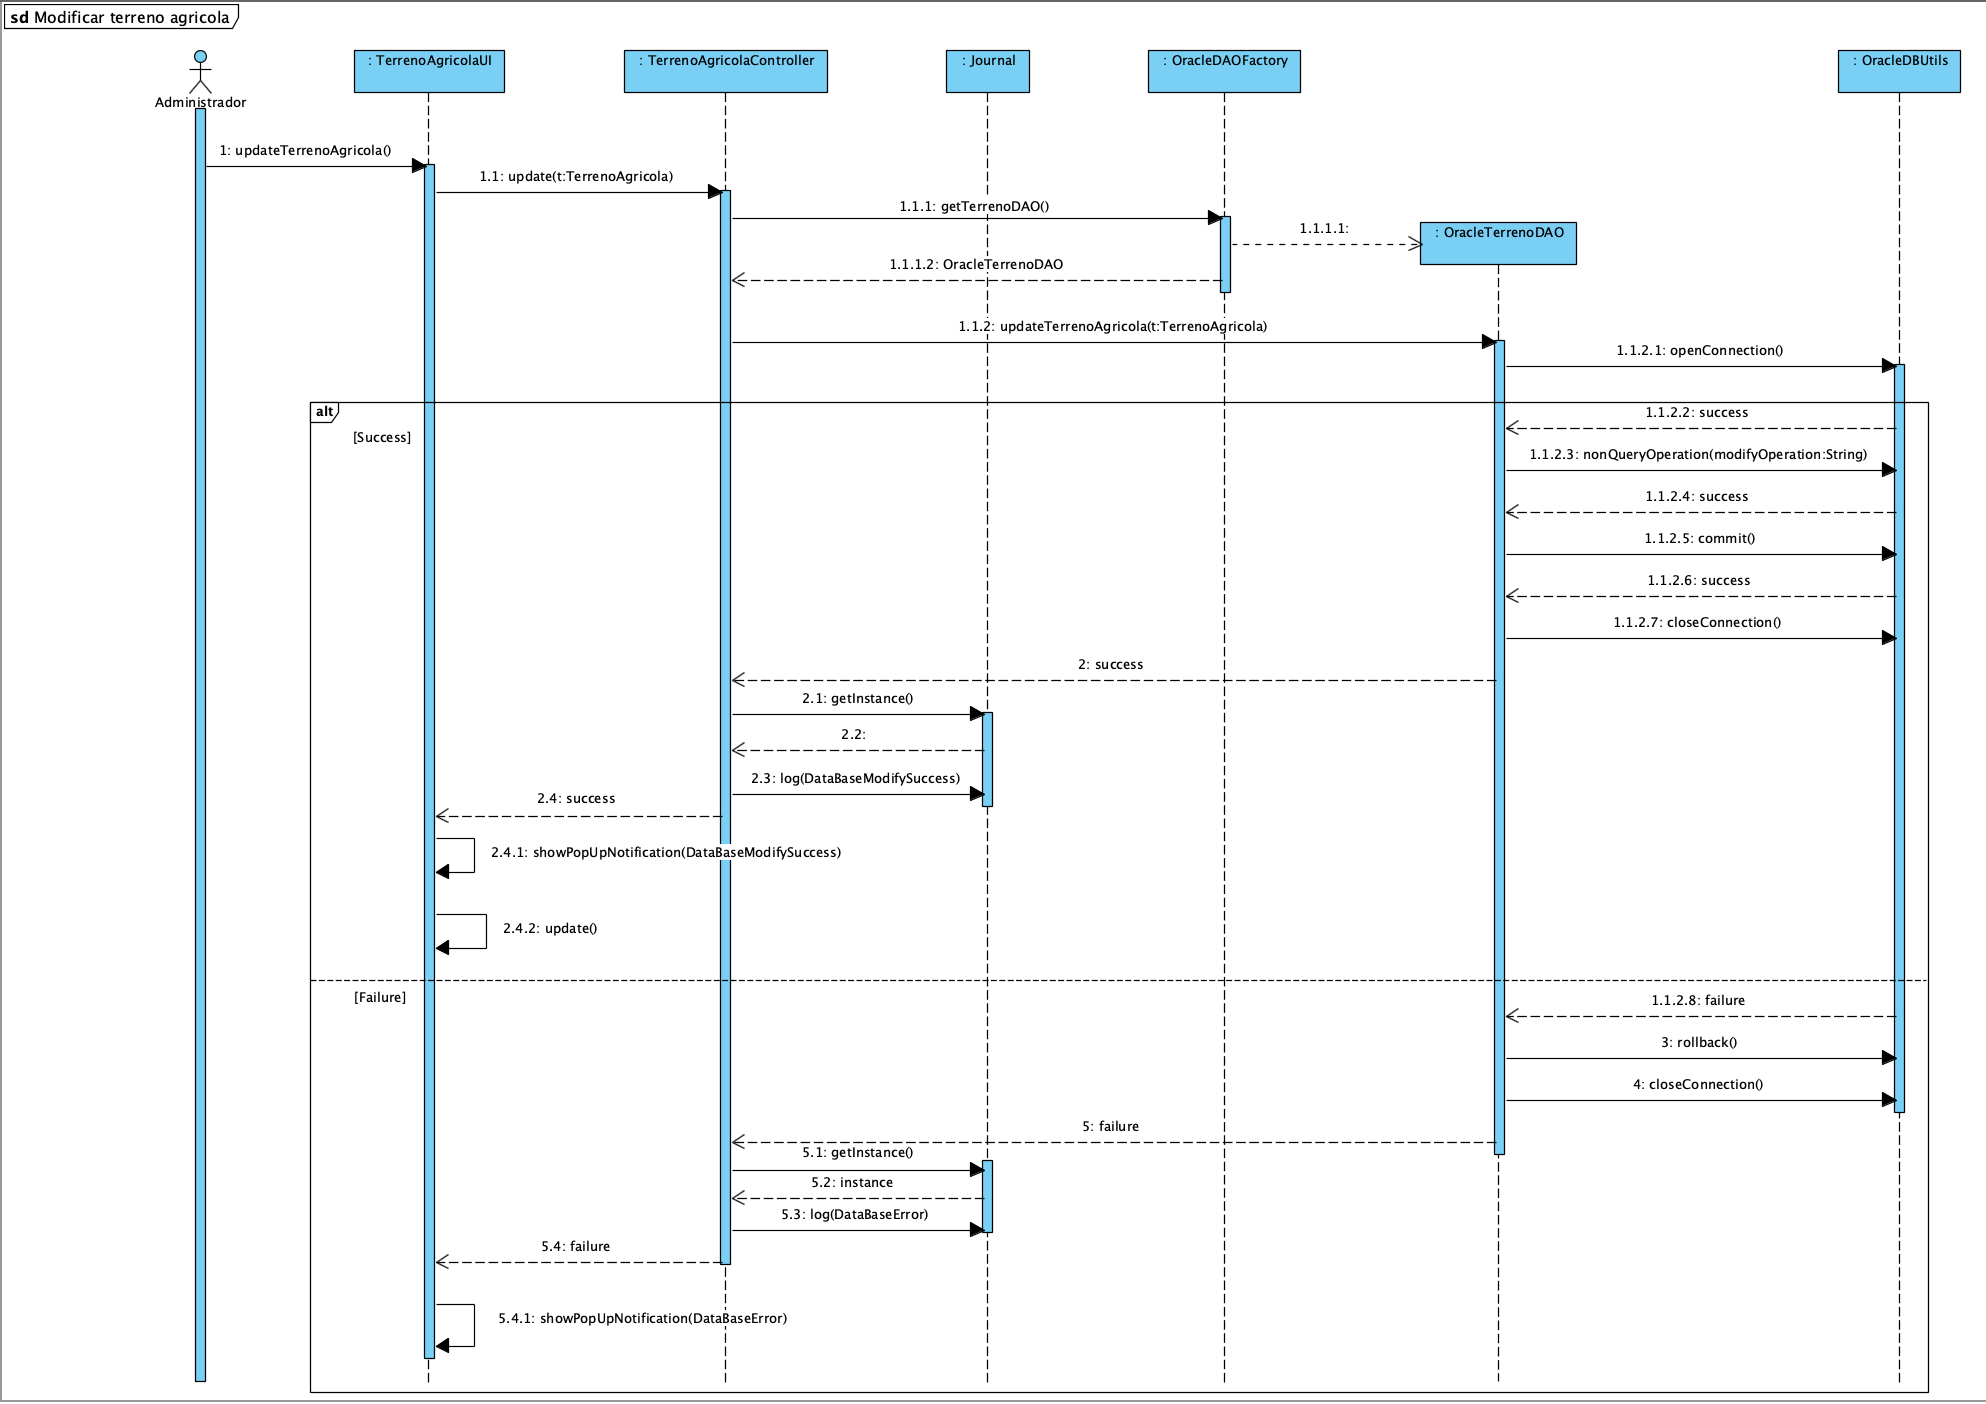 sd Modificar terreno agricola
Administrador
: TerrenoAgricolaUI
: TerrenoAgricolaController
: Journal
: OracleDAOFactory
: OracleDBUtils
1: updateTerrenoAgricola()
1.1: update(t:TerrenoAgricola)
1.1.1: getTerrenoDAO()
1.1.1.1:
: OracleTerrenoDAO
1.1.1.2: OracleTerrenoDAO
1.1.2: updateTerrenoAgricola(t:TerrenoAgricola)
1.1.2.1: openConnection()
alt
[Success]
1.1.2.2: success
1.1.2.3: nonQueryOperation(modifyOperation:String)
1.1.2.4: success
1.1.2.5: commit()
1.1.2.6: success
1.1.2.7: closeConnection()
2: success
2.1: getInstance()
2.2:
2.3: log(DataBaseModifySuccess)
2.4: success
2.4.1: showPopUpNotification(DataBaseModifySuccess)
2.4.2: update()
[Failure]
1.1.2.8: failure
3: rollback()
4: closeConnection()
5: failure
5.1: getInstance()
5.2: instance
5.3: log(DataBaseError)
5.4: failure
5.4.1: showPopUpNotification(DataBaseError)